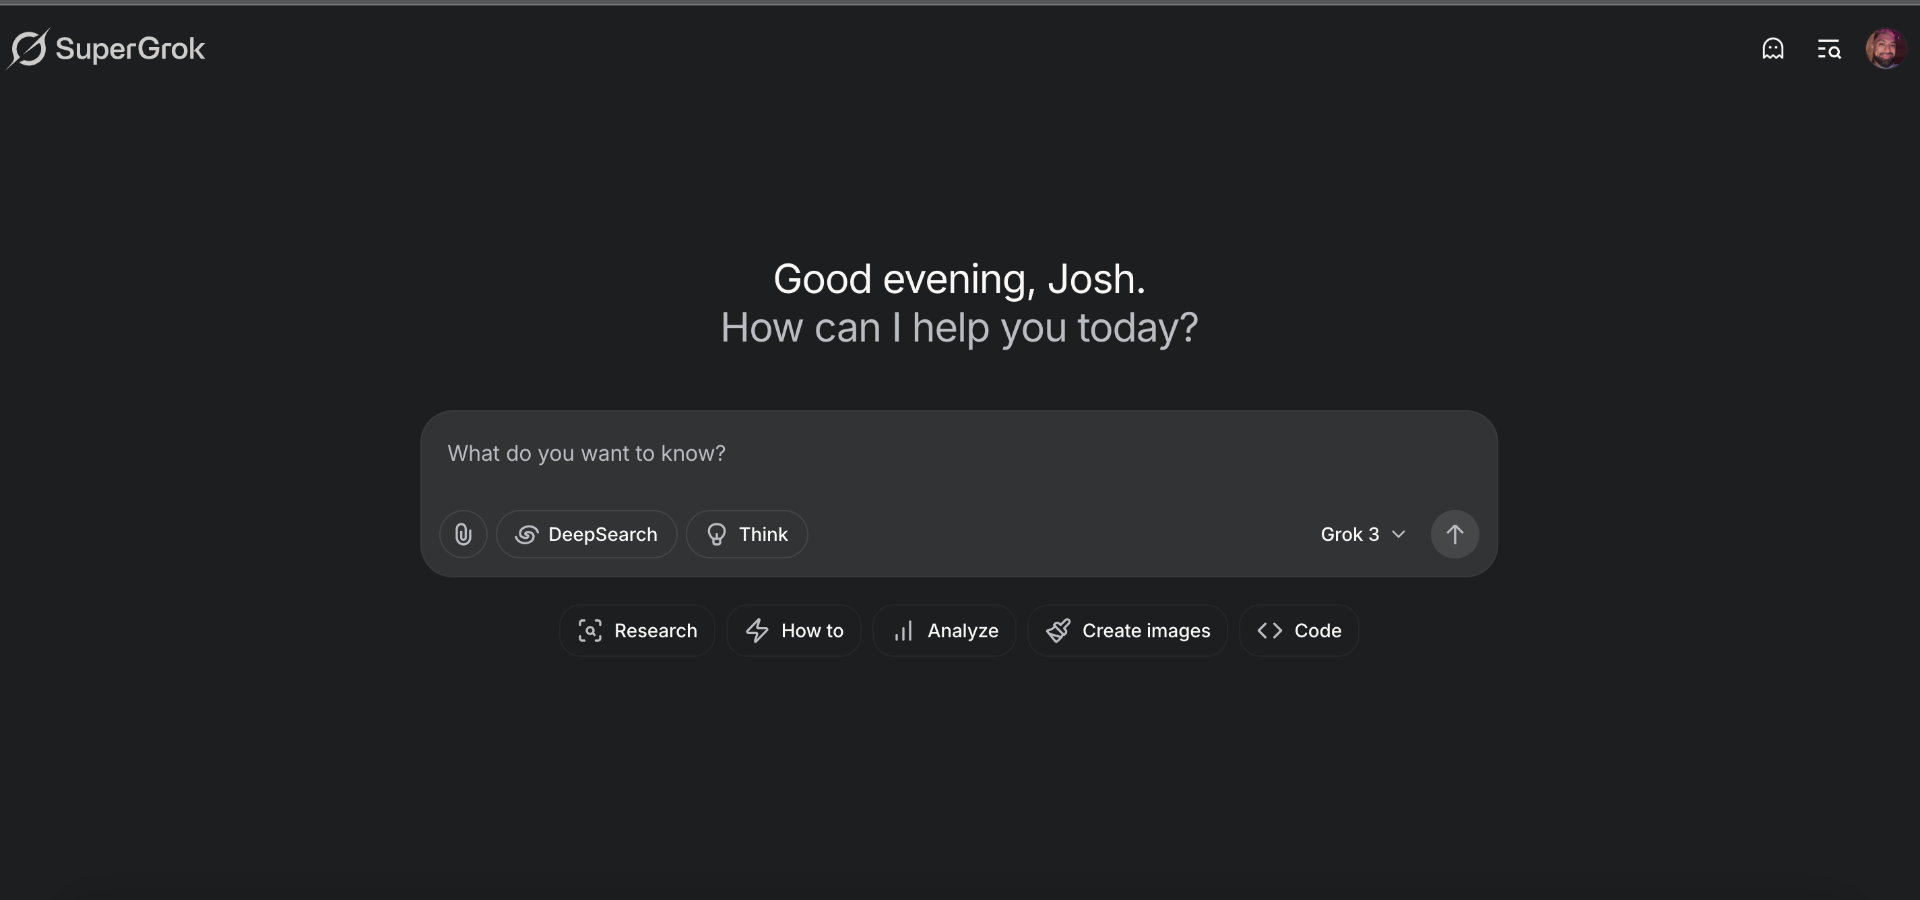 SuperGrok
Good evening, Josh.
How can I help you today?
What do you want to know?
DeepSearch
Think
Grok 3
Research
How to
Analyze
Create images
Code